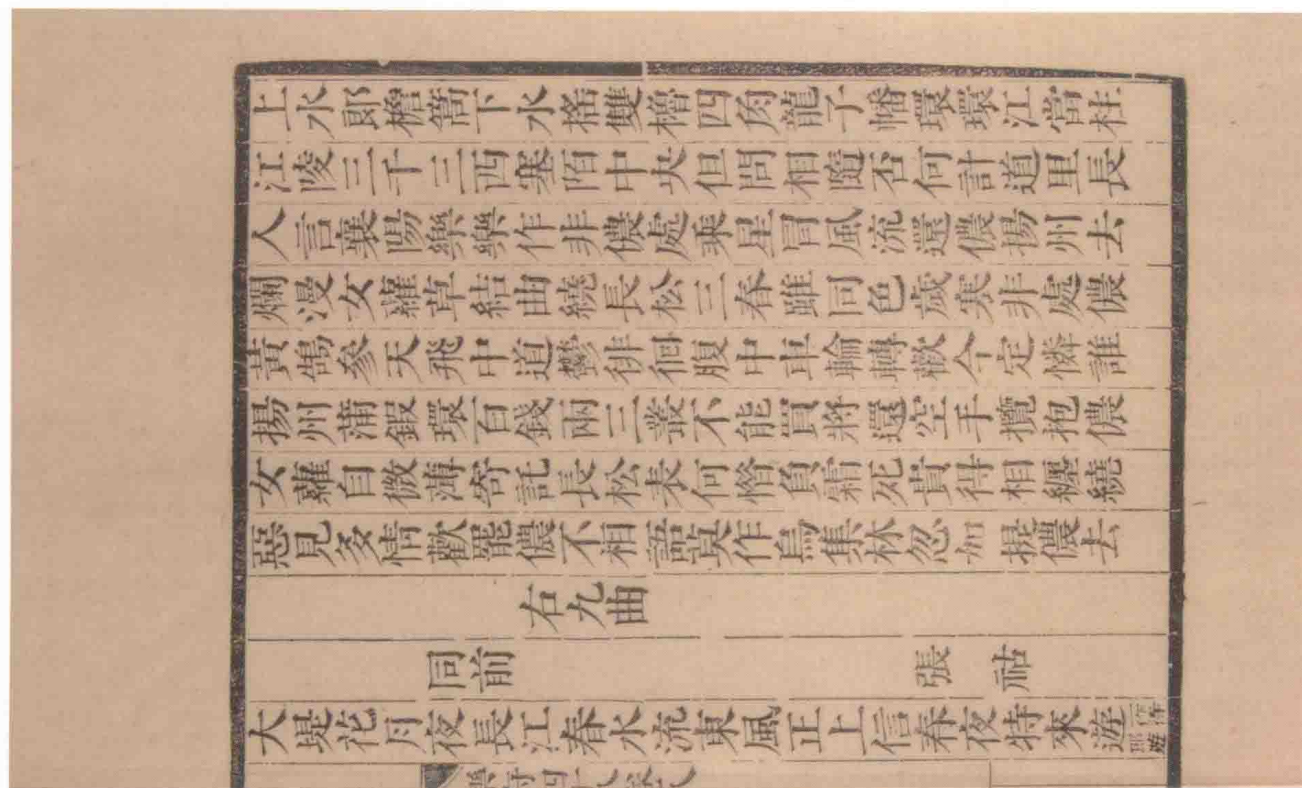 上水郎檐篙下水搖雙櫓四角龍子幡環環江當柱
江陵三千三西塞陌中央但問相隨否何計道里長
人言襄陽樂樂作非儂處乘星冒風流還儂揚州去
爛漫女蘿草結曲繞長松三春雖同色歲寒非處儂
黃鵠參天飛中道鬱徘徊腹中車輪轉歡今定憐誰
揚州蒲鍛環百錢兩三叢不能買將還空手攬抱儂
女蘿自微薄寄託長松表何惜負霜死貴得相纏繞
惡見多情歡罷儂不相語莫作烏集林忽如提儂去
右九曲
同前 張祜
大堤花月夜長江春水流東風正上信春夜特來遊